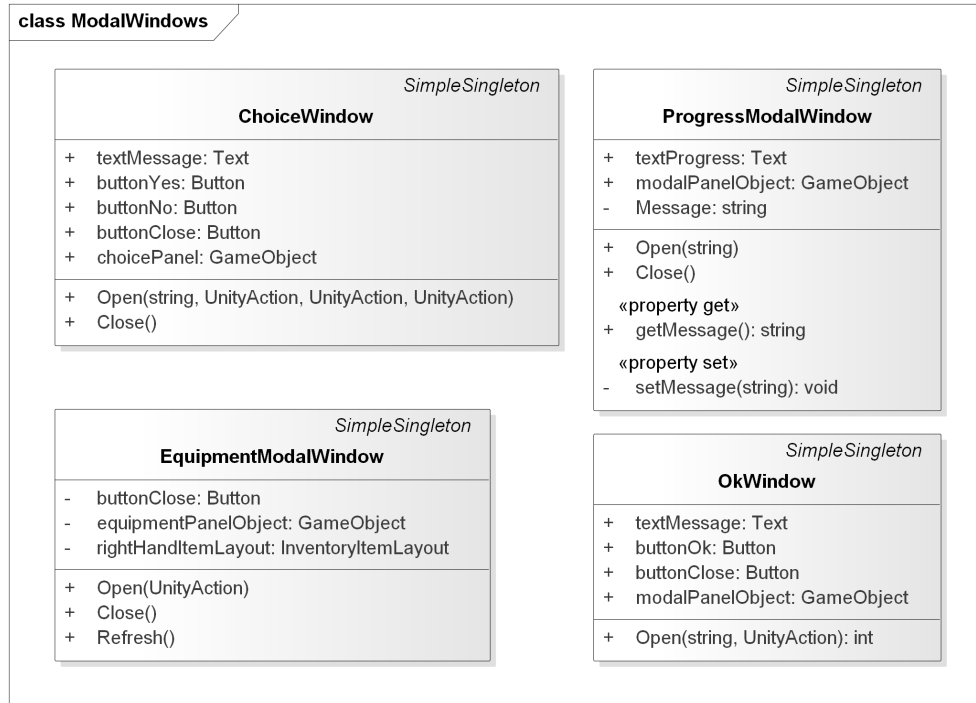 class ModalWindows
SimpleSingleton
ChoiceWindow
+ textMessage: Text
+ buttonYes: Button
+ buttonNo: Button
+ buttonClose: Button
+ choicePanel: GameObject
+ Open(string, UnityAction, UnityAction, UnityAction)
+ Close()
SimpleSingleton
ProgressModalWindow
+ textProgress: Text
+ modalPanelObject: GameObject
- Message: string
+ Open(string)
+ Close()
«property get»
+ getMessage(): string
«property set»
- setMessage(string): void
SimpleSingleton
EquipmentModalWindow
- buttonClose: Button
- equipmentPanelObject: GameObject
- rightHandItemLayout: InventoryItemLayout
+ Open(UnityAction)
+ Close()
+ Refresh()
SimpleSingleton
OkWindow
+ textMessage: Text
+ buttonOk: Button
+ buttonClose: Button
+ modalPanelObject: GameObject
+ Open(string, UnityAction): int